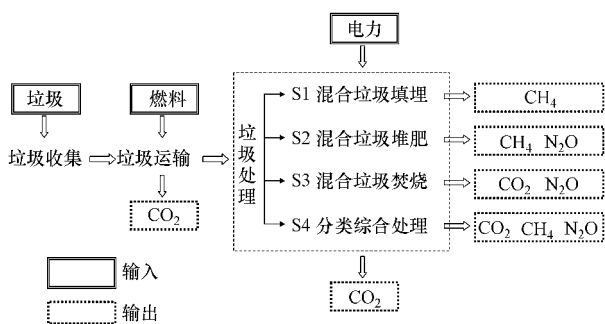 电力
垃圾
燃料
垃圾收集
垃圾运输
CO₂
垃圾处理
S1 混合垃圾填埋
CH₄
S2 混合垃圾堆肥
CH₄ N₂O
S3 混合垃圾焚烧
CO₂ N₂O
S4 分类综合处理
CO₂ CH₄ N₂O
CO₂
输入
输出